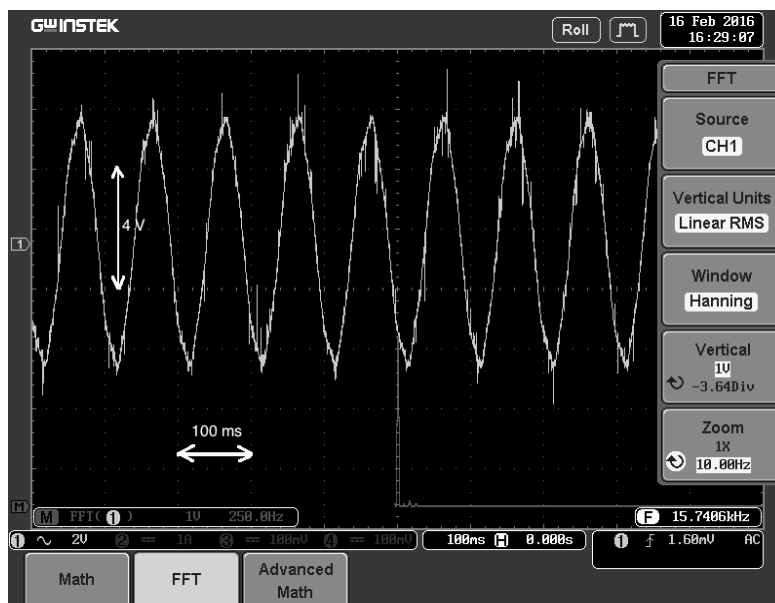 GWINSTEK
Roll
16 Feb 2016
16:29:07
FFT
Source
CH1
Vertical Units
Linear RMS
Window
Hanning
Vertical
1V
-3.64Div
Zoom
1X
10.00Hz
4 V
100 ms
1
M
M FFT( 1 ) 1V 250.0Hz
F 15.7406kHz
1 2V 2 1A 3 100mV 4 100mV 100ms H 0.000s 1 1.60mV AC
Math
FFT
Advanced
Math